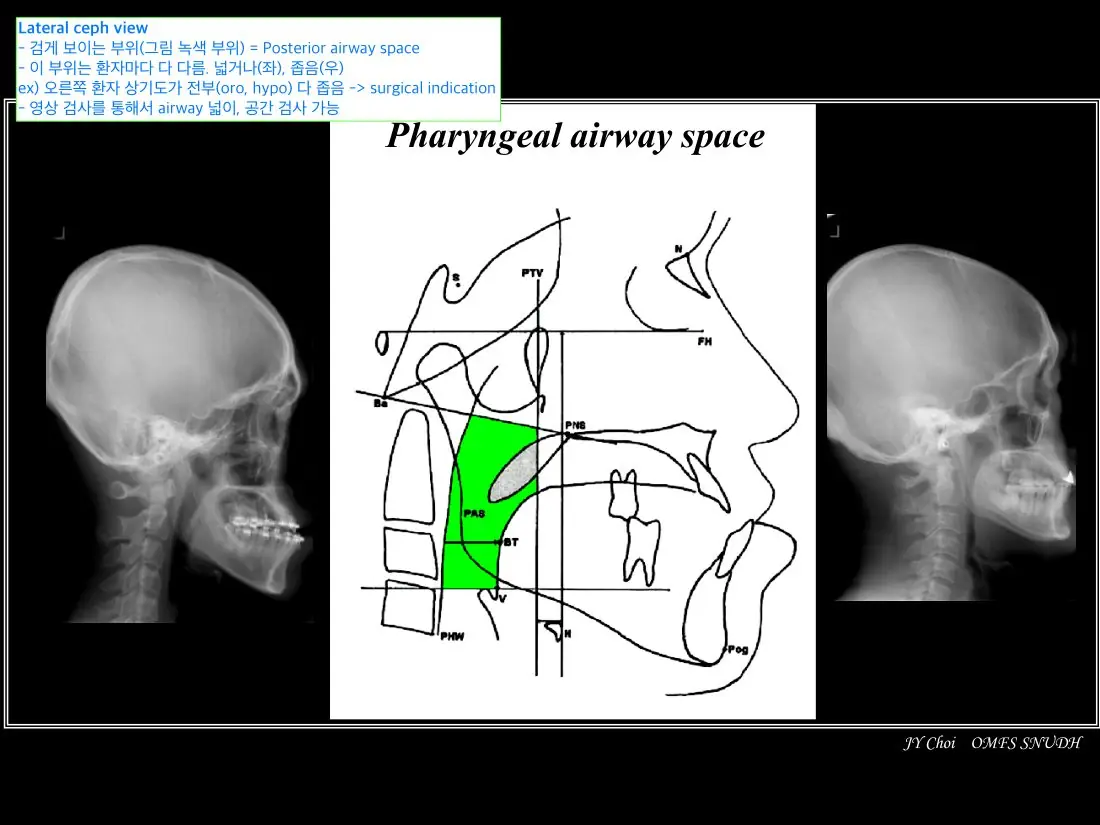 Lateral ceph view
- 검게 보이는 부위(그림 녹색 부위) = Posterior airway space
- 이 부위는 환자마다 다 다름. 넓거나(좌), 좁음(우)
ex) 오른쪽 환자 상기도가 전부(oro, hypo) 다 좁음 -> surgical indication
- 영상 검사를 통해서 airway 넓이, 공간 검사 가능
Pharyngeal airway space
N
S
PTV
FH
Ba
PNS
PAS
BT
V
PHW
H
Pog
JY Choi OMFS SNUDH